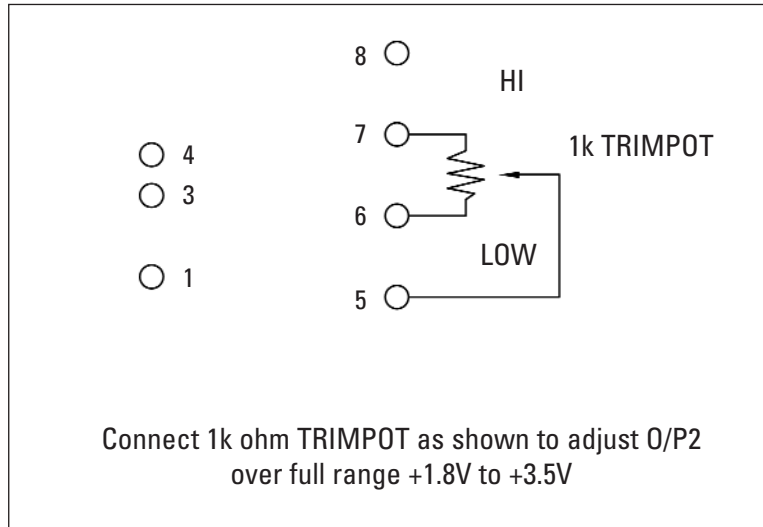 8
HI
7
1k TRIMPOT
4
3
6
LOW
1
5
Connect 1k ohm TRIMPOT as shown to adjust O/P2
over full range +1.8V to +3.5V